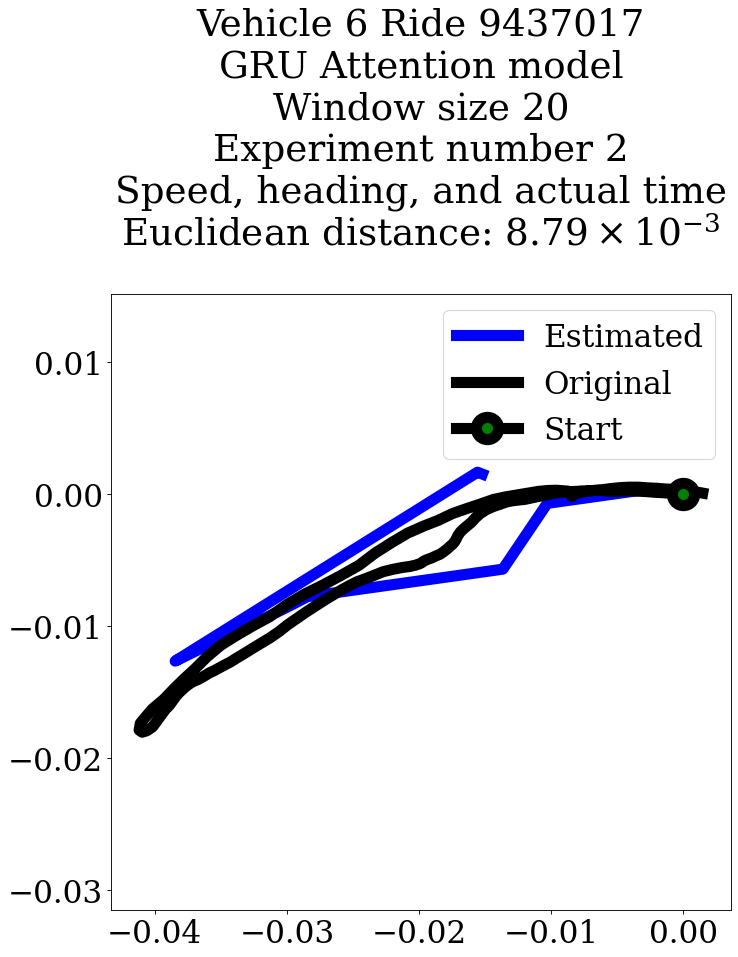 Vehicle 6 Ride 9437017
GRU Attention model
Window size 20
Experiment number 2
Speed, heading, and actual time
Euclidean distance: 8.79 × 10⁻³
Estimated
Original
Start
0.01
0.00
−0.01
−0.02
−0.03
−0.04 −0.03 −0.02 −0.01 0.00